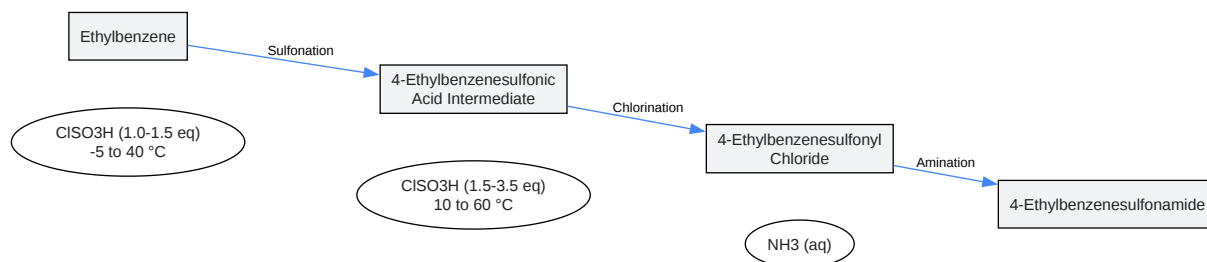 Ethylbenzene
Sulfonation
4-Ethylbenzenesulfonic
Acid Intermediate
Chlorination
4-Ethylbenzenesulfonyl
Chloride
Amination
4-Ethylbenzenesulfonamide
ClSO3H (1.0-1.5 eq)
-5 to 40 °C
ClSO3H (1.5-3.5 eq)
10 to 60 °C
NH3 (aq)